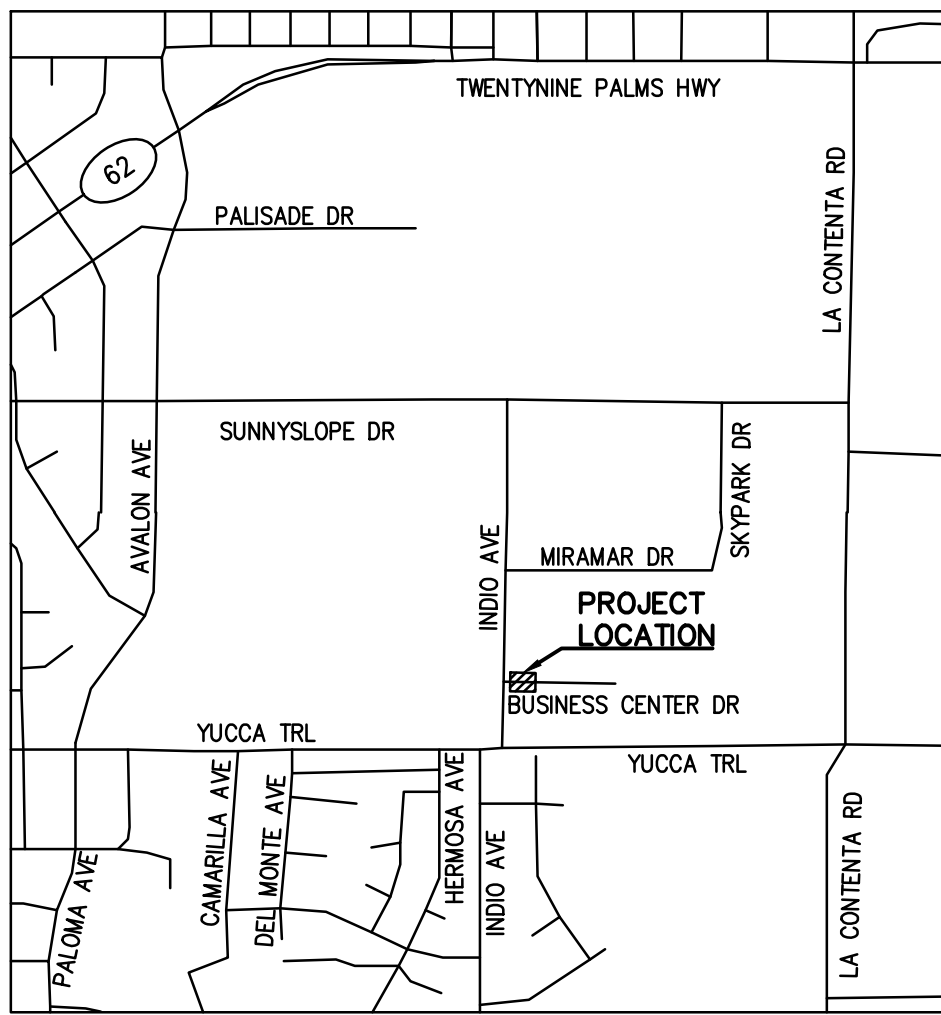 TWENTYNINE PALMS HWY
62
LA CONTENTA RD
PALISADE DR
SUNNYSLOPE DR
AVALON AVE
SKYPARK DR
INDIO AVE
MIRAMAR DR
PROJECT
LOCATION
BUSINESS CENTER DR
YUCCA TRL
YUCCA TRL
CAMARILLA AVE
DEL MONTE AVE
HERMOSA AVE
INDIO AVE
LA CONTENTA RD
PALOMA AVE